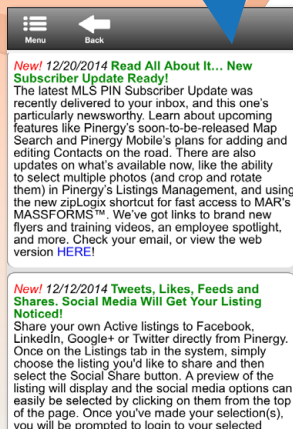 Menu Back
New! 12/20/2014 Read All About It... New
Subscriber Update Ready!
The latest MLS PIN Subscriber Update was
recently delivered to your inbox, and this one's
particularly newsworthy. Learn about upcoming
features like Pinergy's soon-to-be-released Map
Search and Pinergy Mobile's plans for adding and
editing Contacts on the road. There are also
updates on what's available now, like the ability
to select multiple photos (and crop and rotate
them) in Pinergy's Listings Management, and using
the new zipLogix shortcut for fast access to MAR's
MASSFORMS™. We've got links to brand new
flyers and training videos, an employee spotlight,
and more. Check your email, or view the web
version HERE!
New! 12/12/2014 Tweets, Likes, Feeds and
Shares. Social Media Will Get Your Listing
Noticed!
Share your own Active listings to Facebook,
LinkedIn, Google+ or Twitter directly from Pinergy.
Once on the Listings tab in the system, simply
choose the listing you'd like to share and then
select the Social Share button. A preview of the
listing will display and the social media options can
easily be selected by clicking on them from the top
of the page. Once you've made your selection(s),
you will be prompted to login to your selected